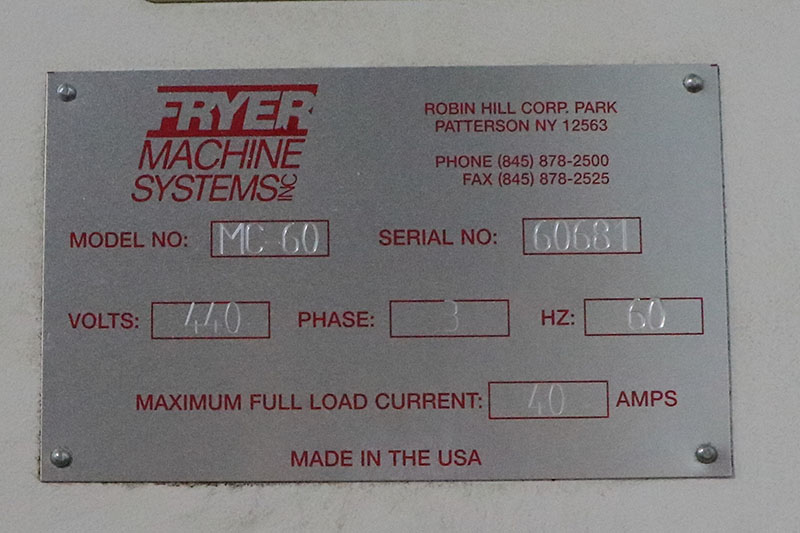 FRYER
MACHINE
SYSTEMS INC
ROBIN HILL CORP. PARK
PATTERSON NY 12563
PHONE (845) 878-2500
FAX (845) 878-2525
MODEL NO: MC 60 SERIAL NO: 60681
VOLTS: 440 PHASE: 3 HZ: 60
MAXIMUM FULL LOAD CURRENT: 40 AMPS
MADE IN THE USA